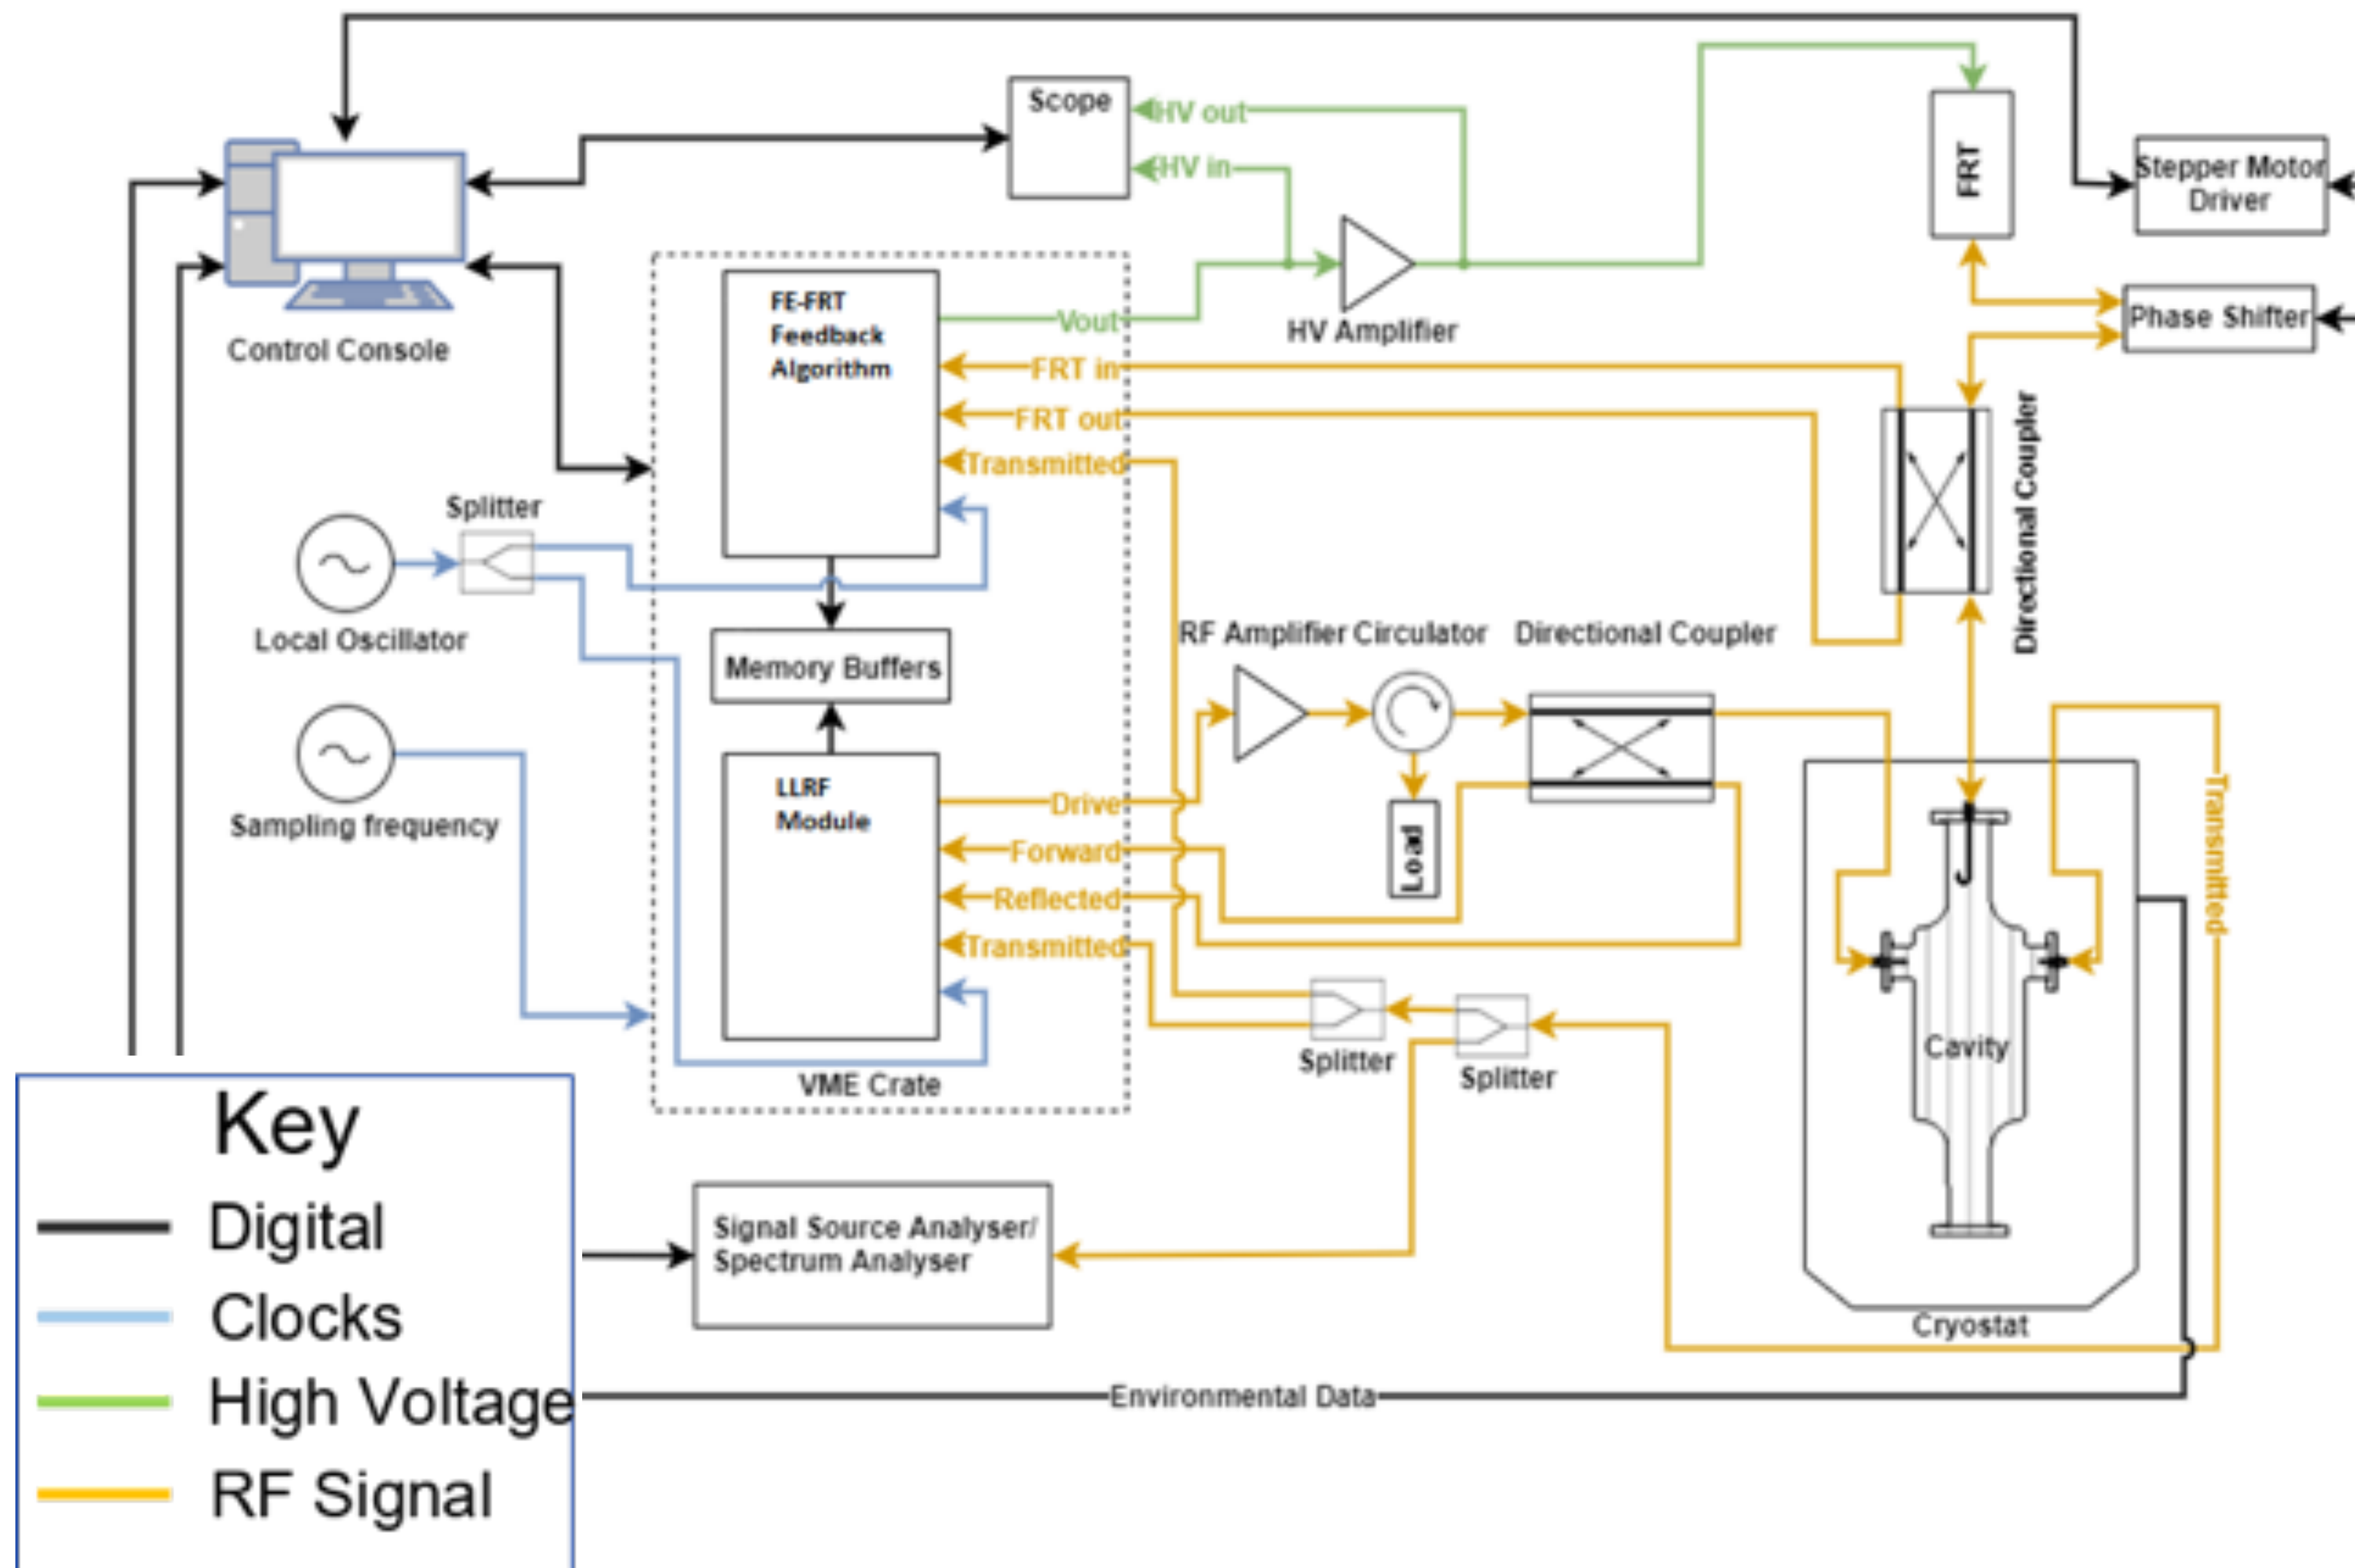 Scope
HV out
HV in
FRT
Stepper Motor
Driver
Control Console
FE-FRT
Feedback
Algorithm
Vout
HV Amplifier
Phase Shifter
FRT in
FRT out
Transmitted
Directional Coupler
Splitter
Local Oscillator
Memory Buffers
RF Amplifier
Circulator
Directional Coupler
Sampling frequency
LLRF
Module
Drive
Forward
Reflected
Transmitted
Load
Transmitted
Cavity
Splitter
Splitter
VME Crate
Cryostat
Key
Digital
Clocks
High Voltage
RF Signal
Signal Source Analyser/
Spectrum Analyser
Environmental Data